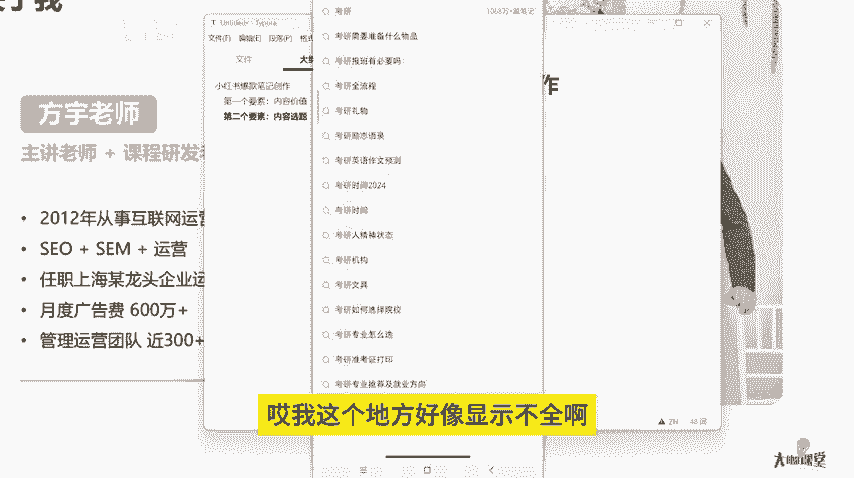 于我
方宇老师
主讲老师 + 课程研发
• 2012年从事互联网运营
• SEO + SEM + 运营
• 任职上海某龙头企业运
• 月度广告费 600万+
• 管理运营团队 近300+
Untitled - Typora
文件(F) 编辑(E) 段落(P) 格式
文件
大纲
小红书爆款笔记创作
第一个要素：内容价值
第二个要素：内容选题
作
考研
考研需要准备什么物品
考研报班有必要吗
考研全流程
考研礼物
考研励志语录
考研英语作文预测
考研时间2024
考研时间
考研人精神状态
考研机构
考研文具
考研如何选择院校
考研专业怎么选
考研准考证打印
考研专业推荐及就业方向
哎我这个地方好像显示不全啊
ZH 48 词
课堂